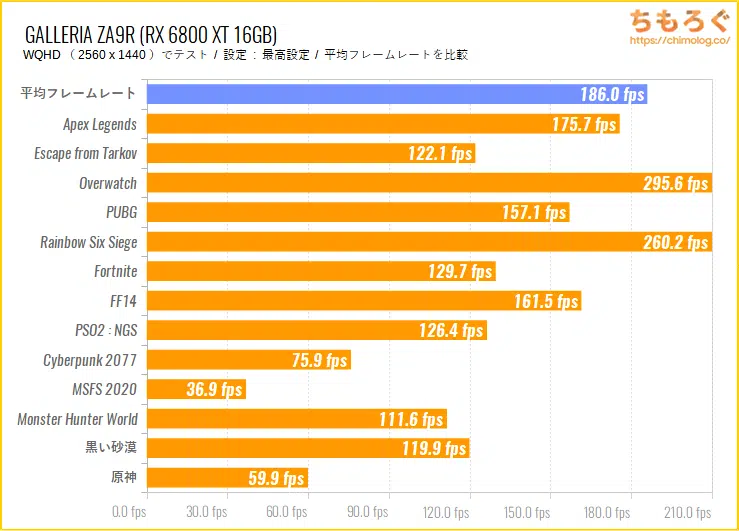 GALLERIA ZA9R (RX 6800 XT 16GB)
WQHD （2560 x 1440）でテスト / 設定 : 最高設定 / 平均フレームレートを比較
ちもろぐ
https://chimolog.co/
平均フレームレート 186.0 fps
Apex Legends 175.7 fps
Escape from Tarkov 122.1 fps
Overwatch 295.6 fps
PUBG 157.1 fps
Rainbow Six Siege 260.2 fps
Fortnite 129.7 fps
FF14 161.5 fps
PSO2 : NGS 126.4 fps
Cyberpunk 2077 75.9 fps
MSFS 2020 36.9 fps
Monster Hunter World 111.6 fps
黒い砂漠 119.9 fps
原神 59.9 fps
0.0 fps 30.0 fps 60.0 fps 90.0 fps 120.0 fps 150.0 fps 180.0 fps 210.0 fps